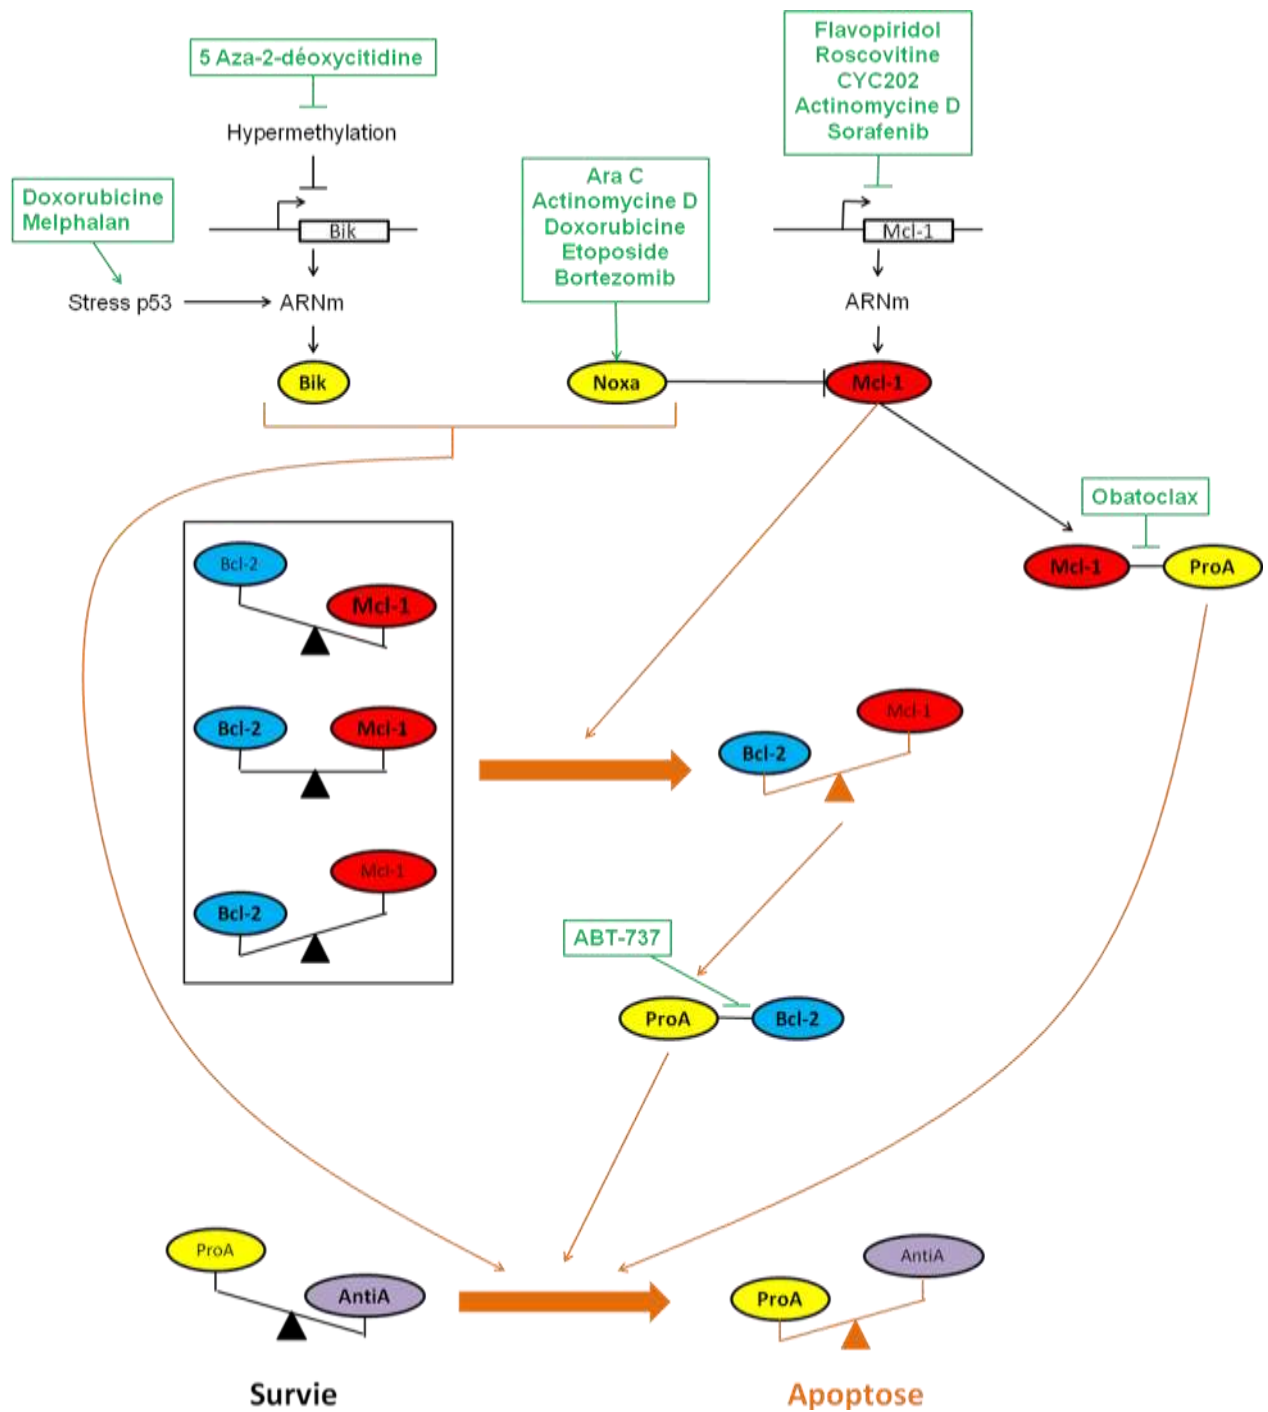 5 Aza-2-déoxycitidine
Hypermethylation
Flavopiridol
Roscovitine
CYC202
Actinomycine D
Sorafenib
Doxorubicine
Melphalan
Ara C
Actinomycine D
Doxorubicine
Etoposide
Bortezomib
Bik
Mcl-1
Stress p53
ARNm
ARNm
Bik
Noxa
Mcl-1
Obatoclax
Mcl-1
ProA
Bcl-2
Mcl-1
Bcl-2
Mcl-1
Bcl-2
Mcl-1
Mcl-1
Bcl-2
ABT-737
ProA
Bcl-2
ProA
AntiA
ProA
AntiA
Survie
Apoptose